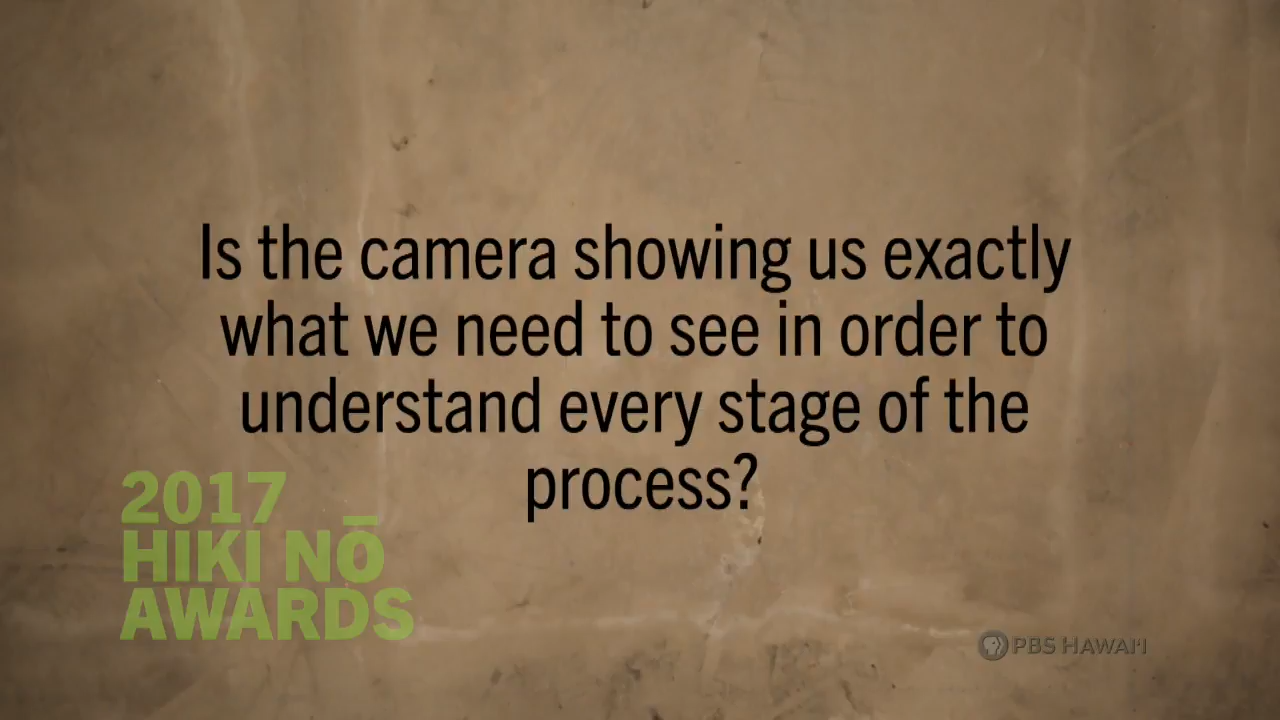 Is the camera showing us exactly
what we need to see in order to
understand every stage of the
process?
2017
HIKI NŌ
AWARDS
PBS HAWAIʻI